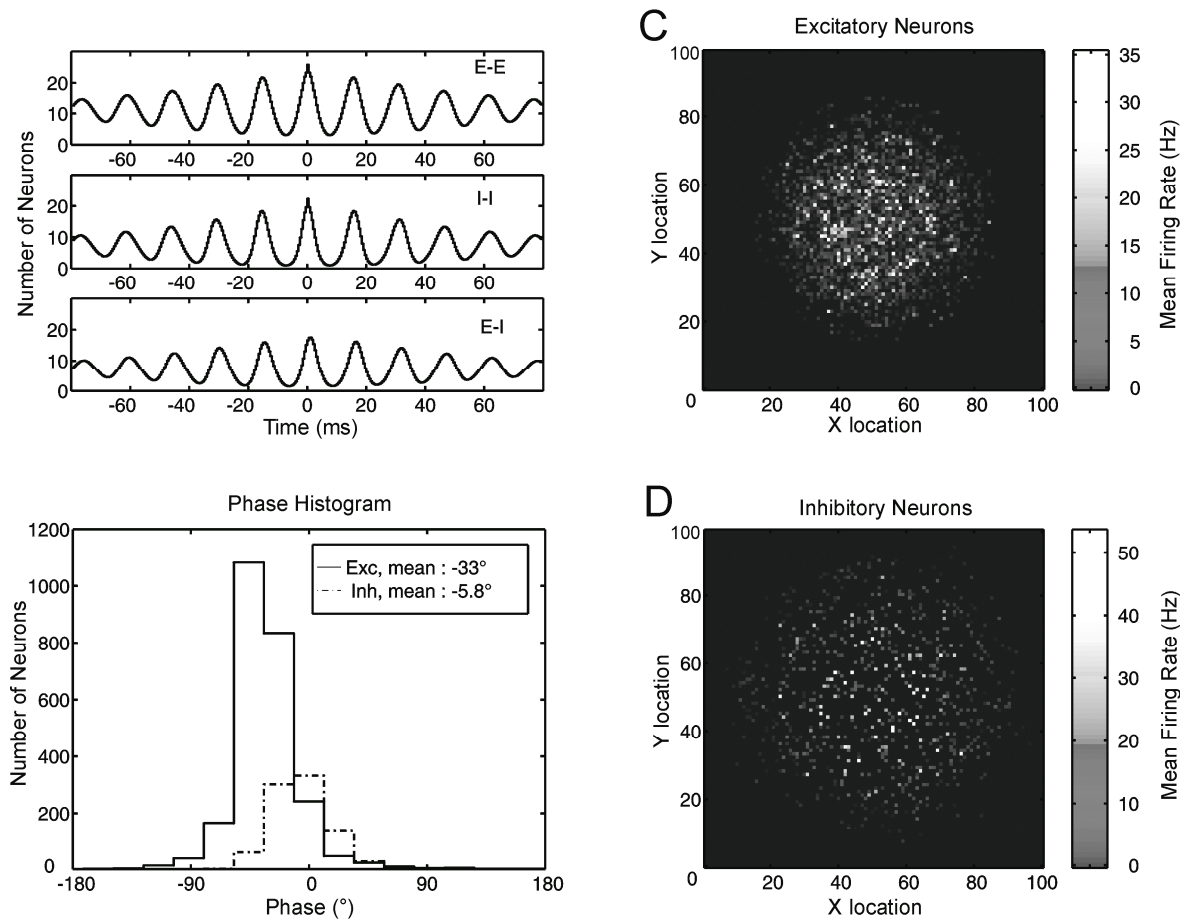 E-E
20
10
0
-60 -40 -20 0 20 40 60
I-I
20
10
0
-60 -40 -20 0 20 40 60
E-I
20
10
0
-60 -40 -20 0 20 40 60
Number of Neurons
Time (ms)
C
Excitatory Neurons
100
80
60
40
20
0
20 40 60 80 100
Y location
X location
35
30
25
20
15
10
5
0
Mean Firing Rate (Hz)
Phase Histogram
1200
1000
800
600
400
200
0
-180 -90 0 90 180
Exc, mean : -33°
Inh, mean : -5.8°
Number of Neurons
Phase (°)
D
Inhibitory Neurons
100
80
60
40
20
0
20 40 60 80 100
Y location
X location
50
40
30
20
10
0
Mean Firing Rate (Hz)